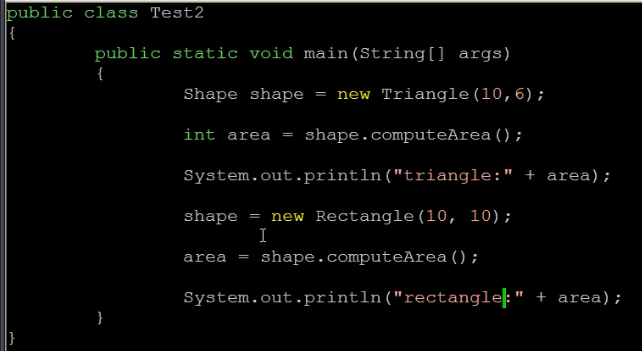 public class Test2
{
public static void main(String[] args)
{
Shape shape = new Triangle(10,6);
int area = shape.computeArea();
System.out.println("triangle:" + area);
shape = new Rectangle(10, 10);
area = shape.computeArea();
System.out.println("rectangle:" + area);
}
}